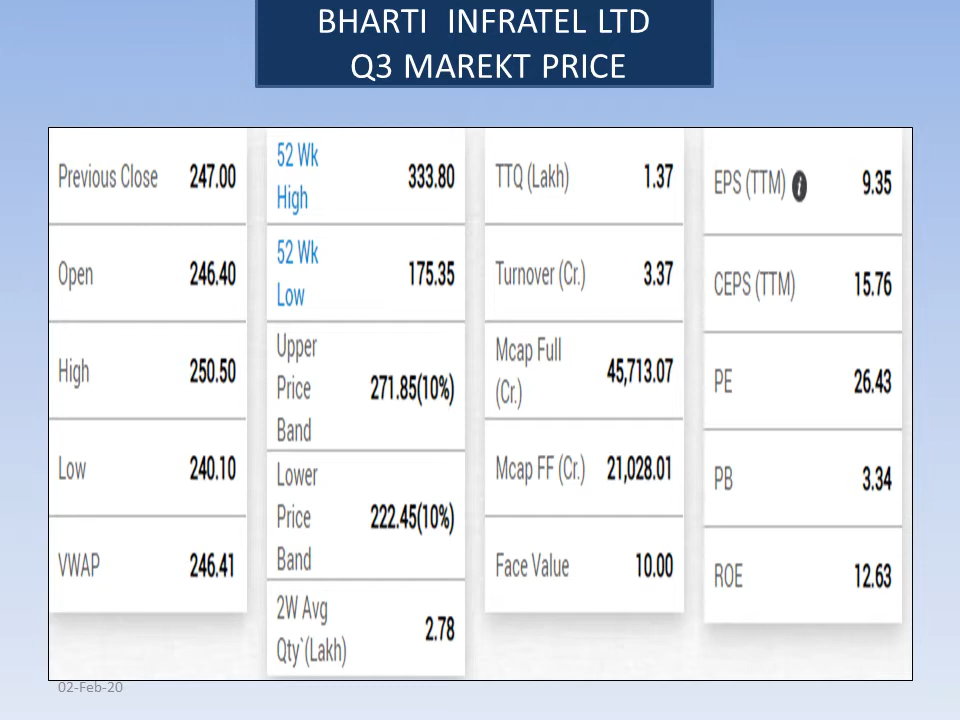 BHARTI INFRATEL LTD
Q3 MAREKT PRICE
Previous Close 247.00
Open 246.40
High 250.50
Low 240.10
VWAP 246.41
52 Wk
High 333.80
52 Wk
Low 175.35
Upper
Price 271.85(10%)
Band
Lower
Price 222.45(10%)
Band
2W Avg
Qty`(Lakh) 2.78
TTQ (Lakh) 1.37
Turnover (Cr.) 3.37
Mcap Full
(Cr.) 45,713.07
Mcap FF (Cr.) 21,028.01
Face Value 10.00
EPS (TTM) i 9.35
CEPS (TTM) 15.76
PE 26.43
PB 3.34
ROE 12.63
02-Feb-20